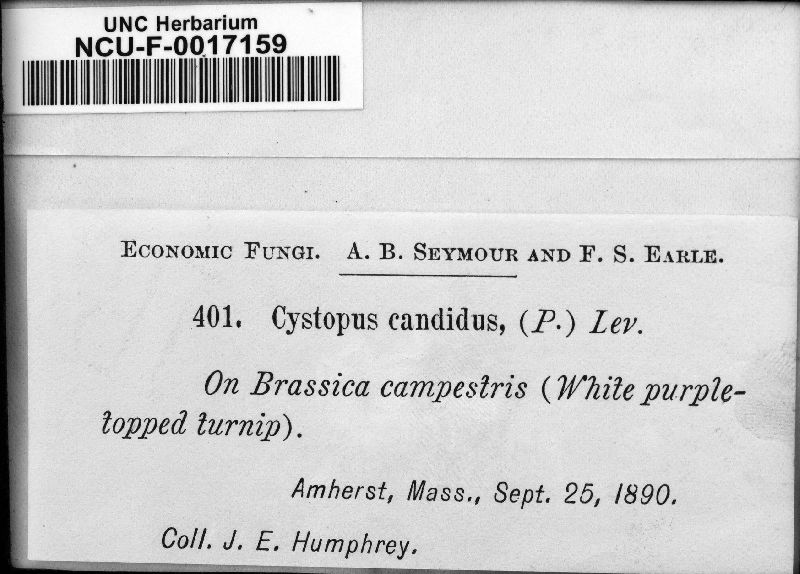 UNC Herbarium
NCU-F-0017159
ECONOMIC FUNGI. A. B. SEYMOUR AND F. S. EARLE.
401. Cystopus candidus, (P.) Lev.
On Brassica campestris (White purple-
topped turnip).
Amherst, Mass., Sept. 25, 1890.
Coll. J. E. Humphrey.